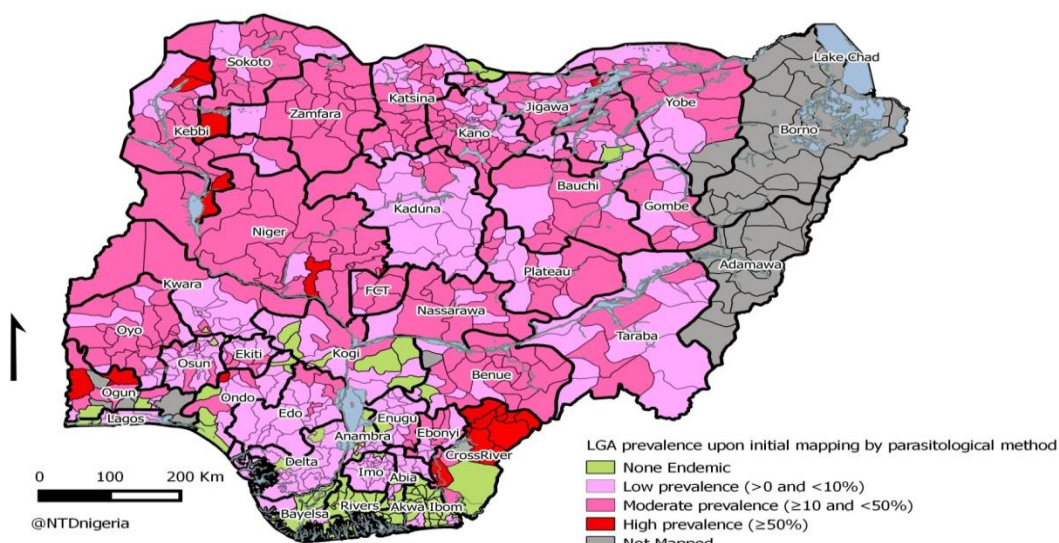 Lake Chad
Sokoto
Katsina
Jigawa
Yobe
Zamfara
Kano
Borno
Kebbi
Bauchi
Kaduna
Gombe
Niger
Adamawa
Plateau
Kwara
FCT
Nassarawa
Taraba
Oyo
Kogi
Osun
Ekiti
Benue
Ogun
Ondo
Edo
Enugu
Lagos
Anambra
Ebonyi
CrossRiver
Delta
Imo
Abia
Rivers
Akwa Ibom
Bayelsa
LGA prevalence upon initial mapping by parasitological method
None Endemic
Low prevalence (>0 and <10%)
Moderate prevalence (≥10 and <50%)
High prevalence (≥50%)
Not Mapped
0 100 200 Km
@NTDnigeria